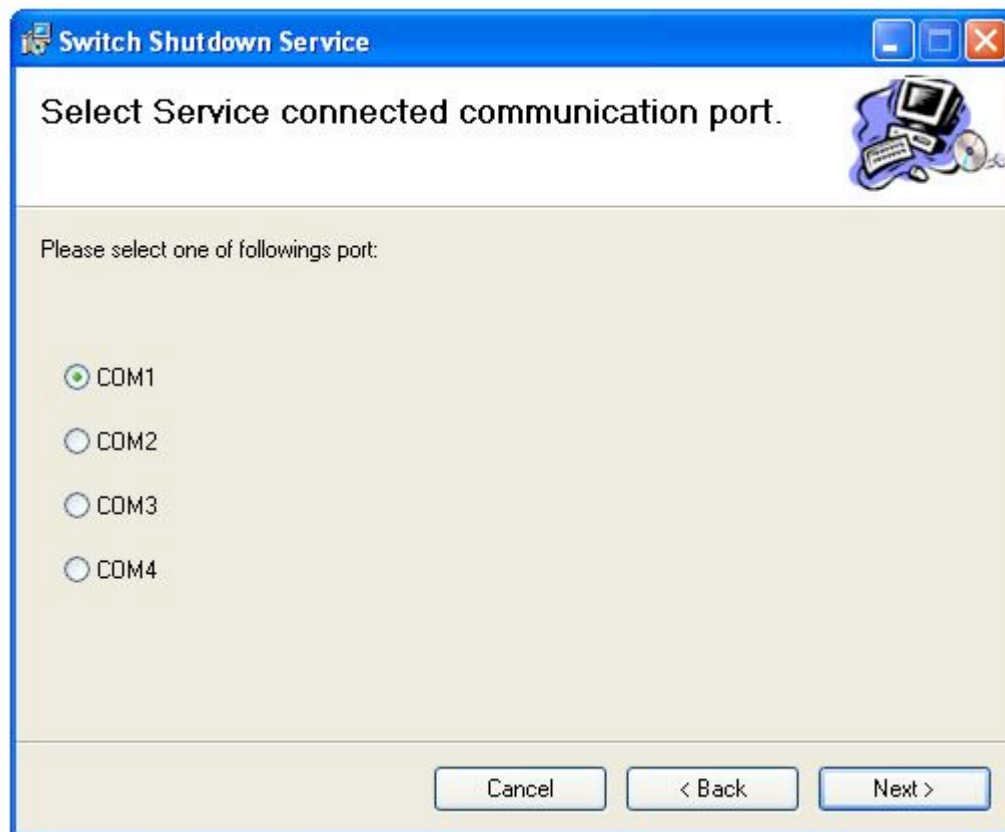 Switch Shutdown Service
Select Service connected communication port.
Please select one of followings port:
COM1
COM2
COM3
COM4
Cancel
< Back
Next >